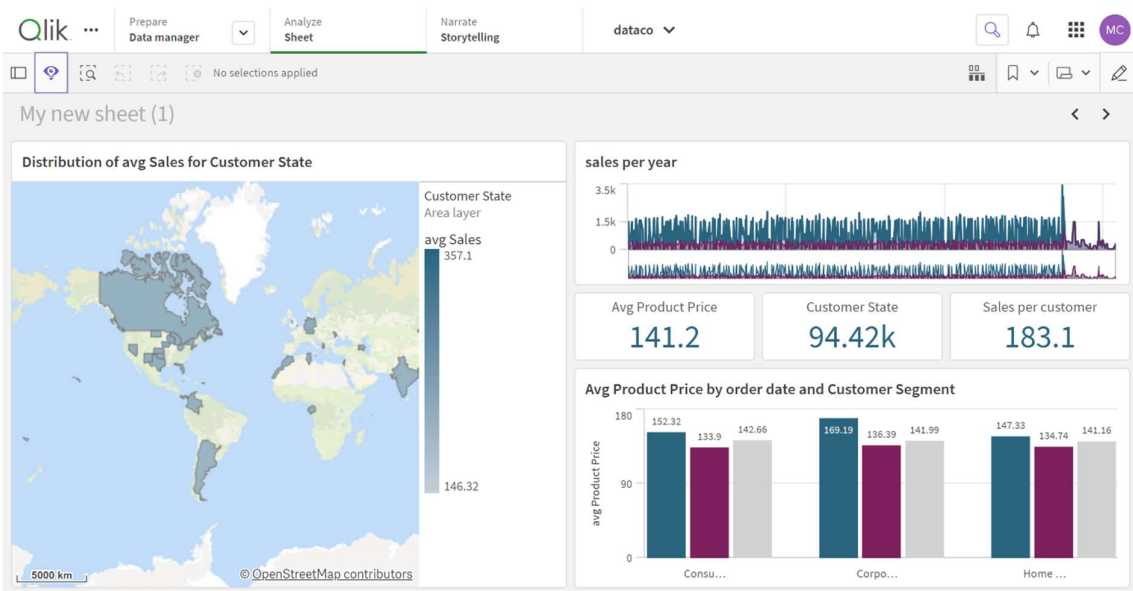 Qlik
Prepare
Data manager
Analyze
Sheet
Narrate
Storytelling
dataco
MC
No selections applied
My new sheet (1)
Distribution of avg Sales for Customer State
Customer State
Area layer
avg Sales
357.1
146.32
5000 km
© OpenStreetMap contributors
sales per year
3.5k
1.5k
0
Avg Product Price
141.2
Customer State
94.42k
Sales per customer
183.1
Avg Product Price by order date and Customer Segment
avg Product Price
180
90
0
152.32
133.9
142.66
169.19
136.39
141.99
147.33
134.74
141.16
Consu...
Corpo...
Home ...